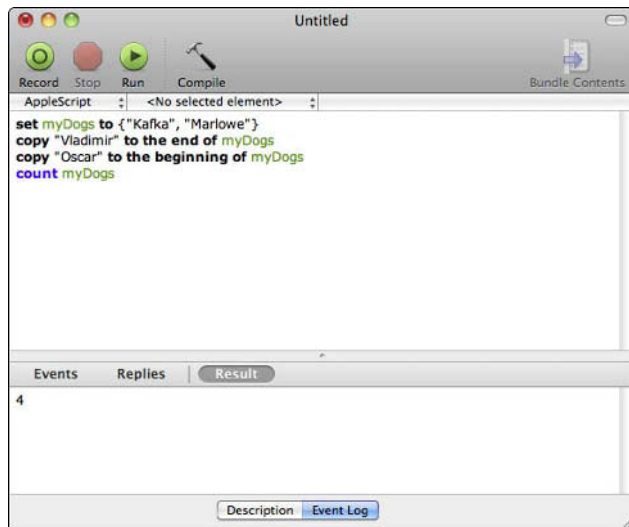 Untitled
Record Stop Run Compile Bundle Contents
AppleScript <No selected element>
set myDogs to {"Kafka", "Marlowe"}
copy "Vladimir" to the end of myDogs
copy "Oscar" to the beginning of myDogs
count myDogs
Events Replies Result
4
Description Event Log